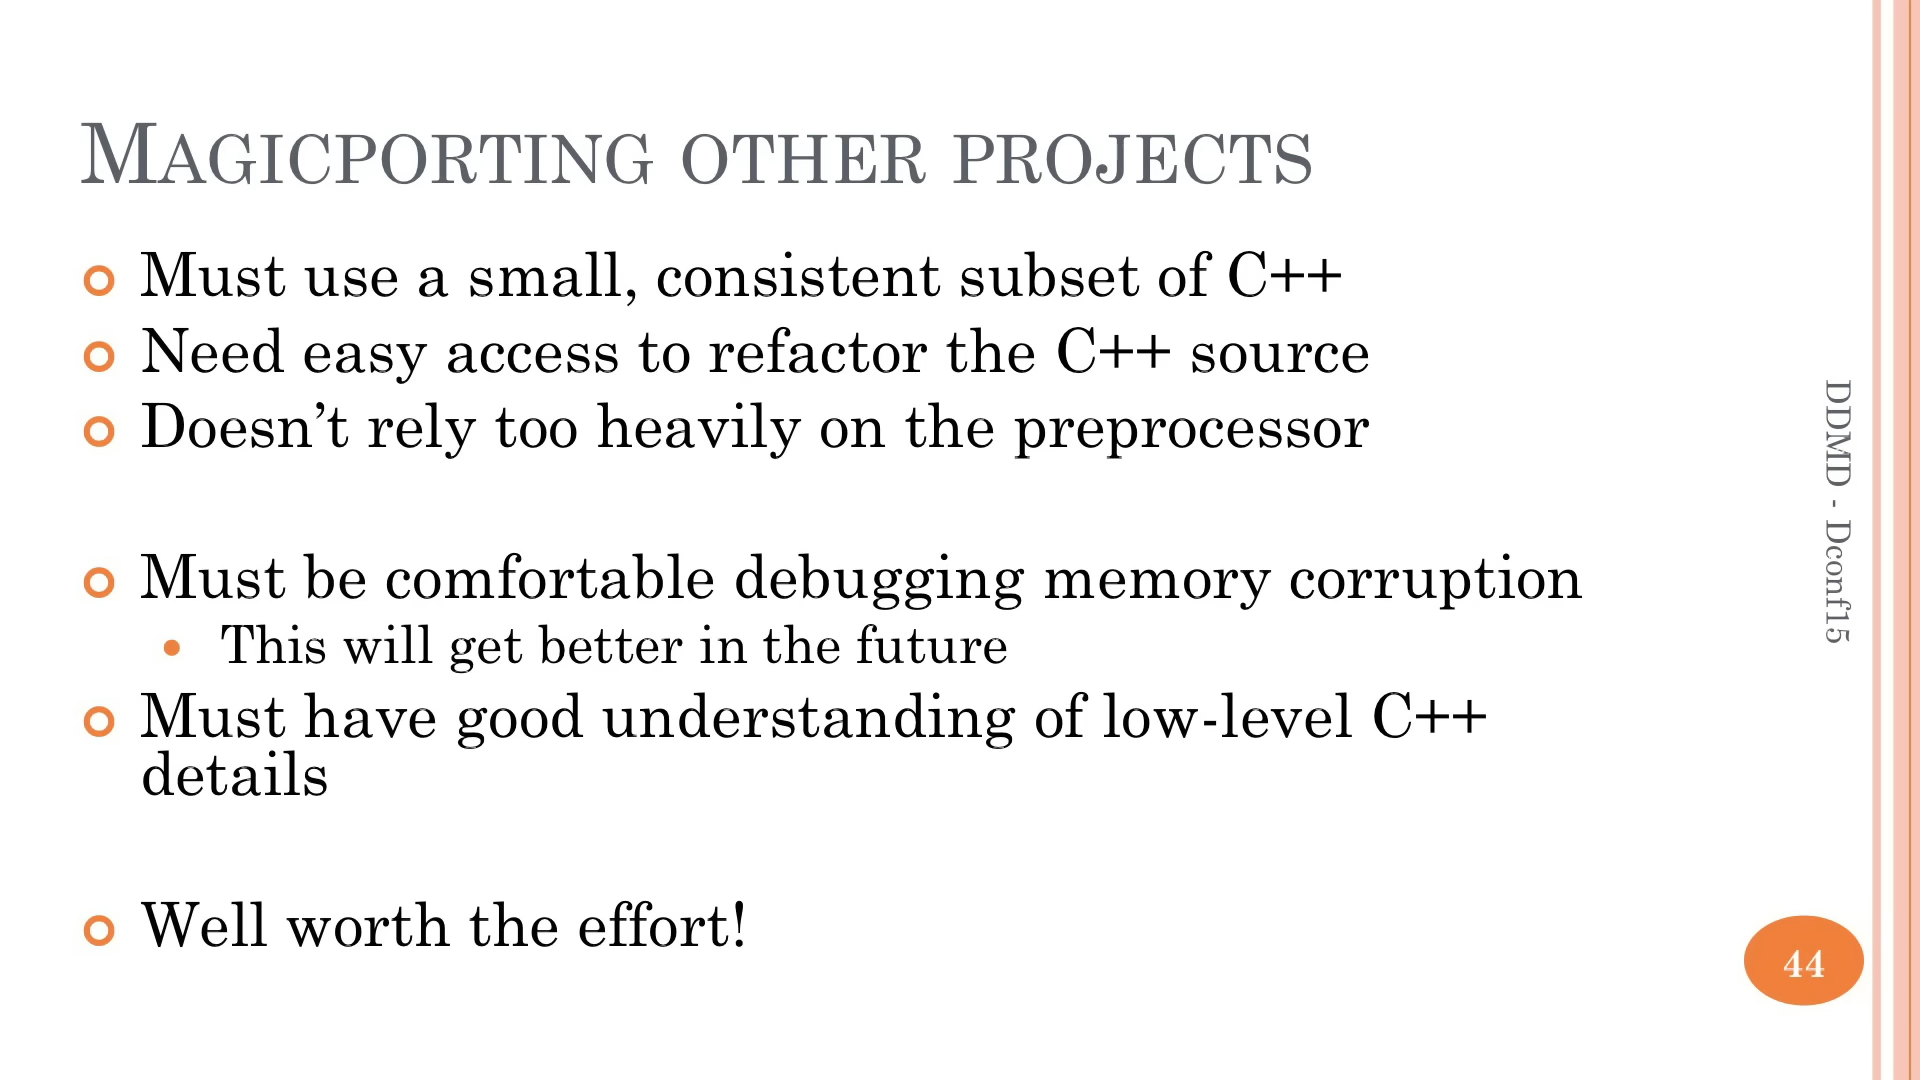 MAGICPORTING OTHER PROJECTS
Must use a small, consistent subset of C++
Need easy access to refactor the C++ source
Doesn’t rely too heavily on the preprocessor
Must be comfortable debugging memory corruption
This will get better in the future
Must have good understanding of low-level C++
details
Well worth the effort!
DDMD - Dconf15
44